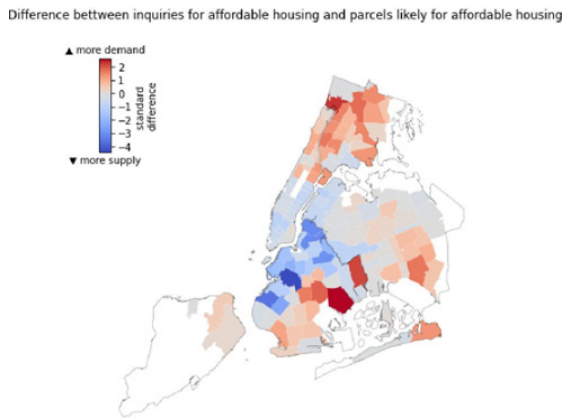 Difference bettween inquiries for affordable housing and parcels likely for affordable housing
▲ more demand
2
1
0
−1
−2
−3
−4
standard
difference
▼ more supply